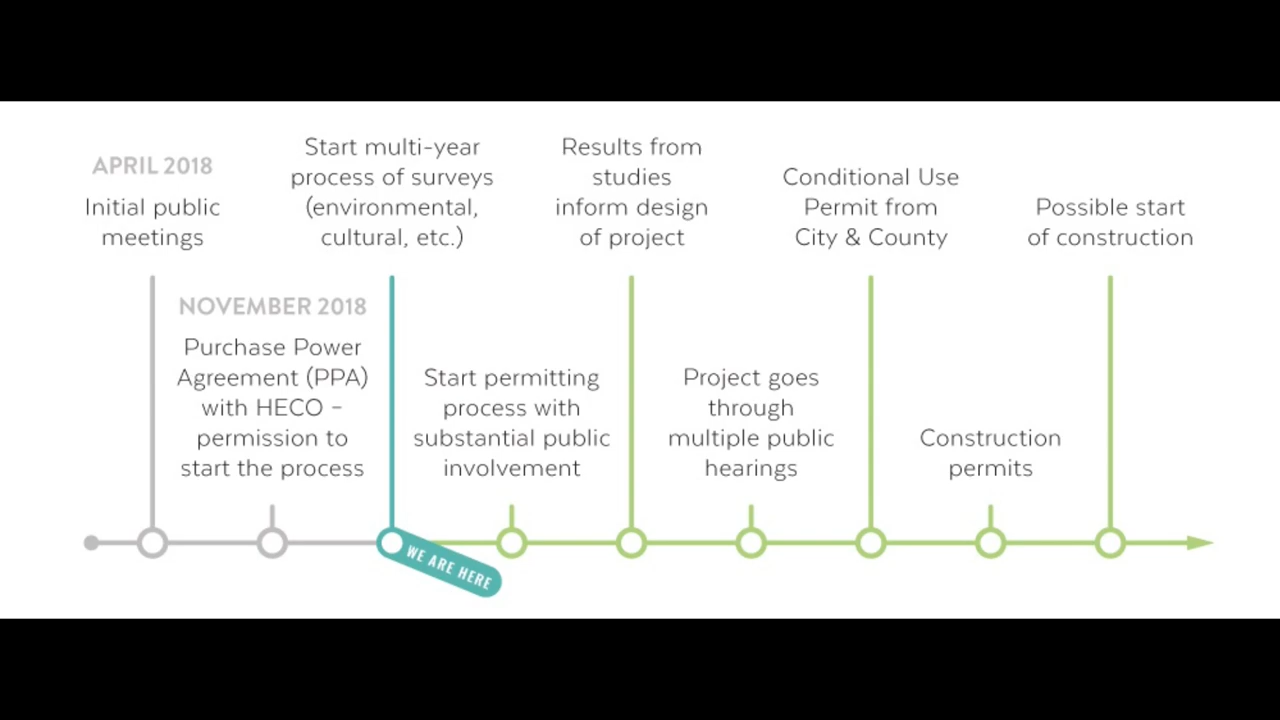 APRIL 2018
Initial public
meetings
NOVEMBER 2018
Purchase Power
Agreement (PPA)
with HECO –
permission to
start the process
Start multi-year
process of surveys
(environmental,
cultural, etc.)
WE ARE HERE
Start permitting
process with
substantial public
involvement
Results from
studies
inform design
of project
Project goes
through
multiple public
hearings
Conditional Use
Permit from
City & County
Construction
permits
Possible start
of construction